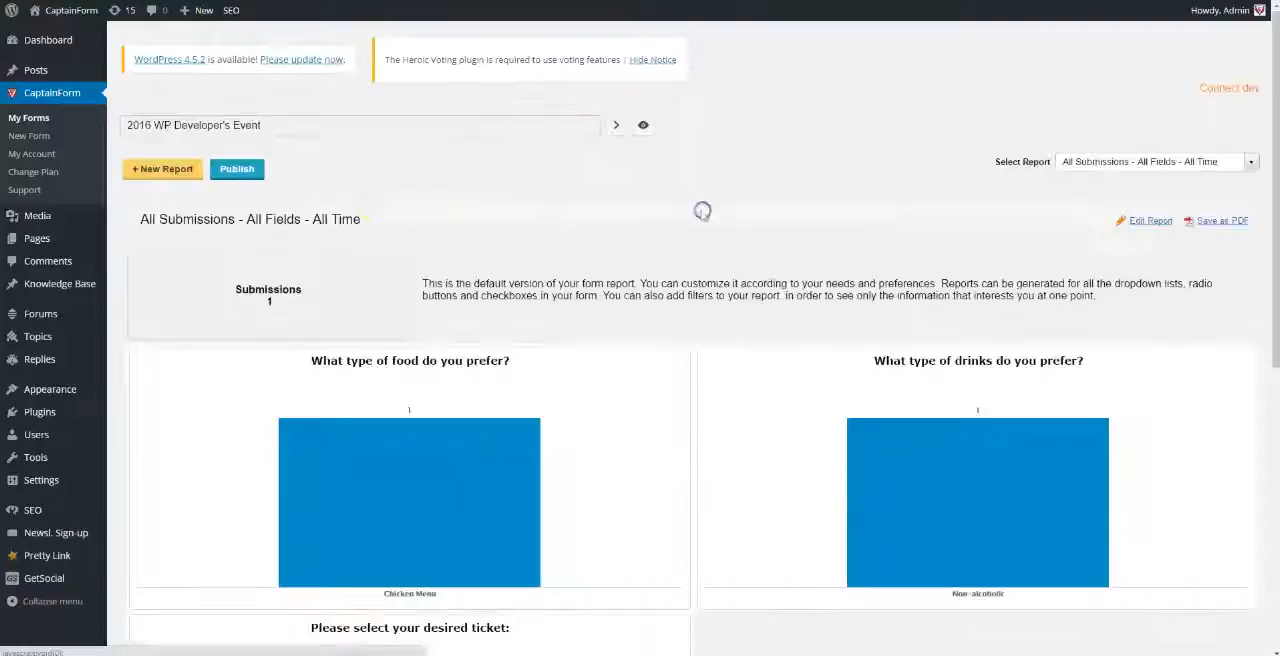 CaptainForm 15 0 + New SEO Howdy, Admin
Dashboard
Posts
CaptainForm
My Forms
New Form
My Account
Change Plan
Support
Media
Pages
Comments
Knowledge Base
Forums
Topics
Replies
Appearance
Plugins
Users
Tools
Settings
SEO
Newsl. Sign-up
Pretty Link
GetSocial
Collapse menu
WordPress 4.5.2 is available! Please update now.
The Heroic Voting plugin is required to use voting features | Hide Notice
Connect dev
2016 WP Developer's Event
+ New Report Publish
Select Report All Submissions - All Fields - All Time
All Submissions - All Fields - All Time
Edit Report Save as PDF
Submissions
1
This is the default version of your form report. You can customize it according to your needs and preferences. Reports can be generated for all the dropdown lists, radio
buttons and checkboxes in your form. You can also add filters to your report, in order to see only the information that interests you at one point.
What type of food do you prefer?
1
Chicken Menu
What type of drinks do you prefer?
1
Non-alcoholic
Please select your desired ticket: